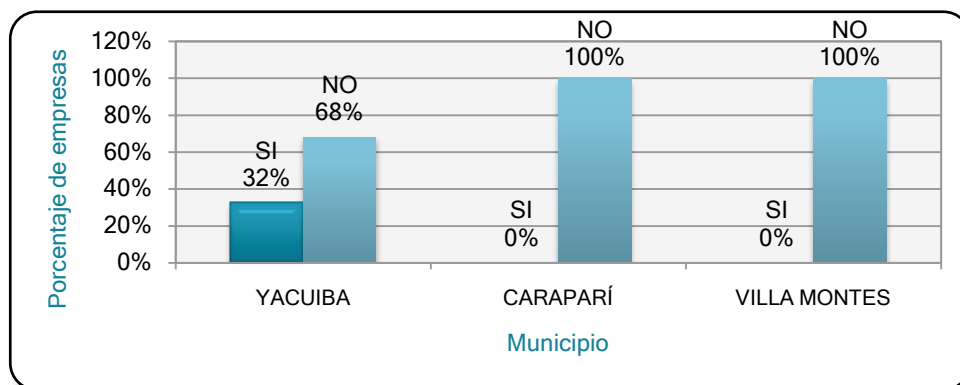 Porcentaje de empresas
120%
100%
80%
60%
40%
20%
0%
SI
32%
NO
68%
SI
0%
NO
100%
SI
0%
NO
100%
YACUIBA
CARAPARÍ
VILLA MONTES
Municipio